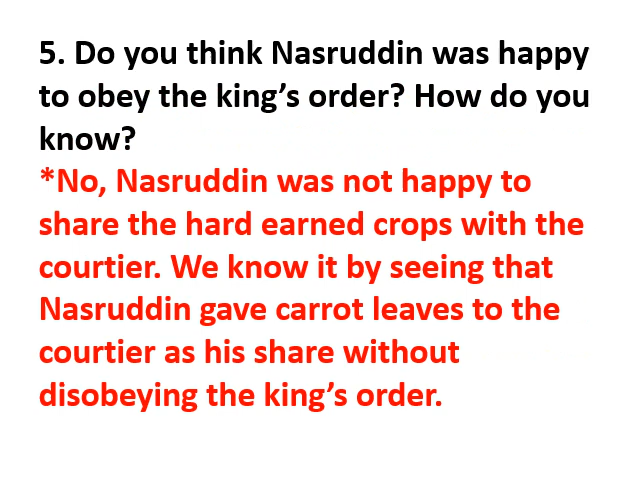 5. Do you think Nasruddin was happy
to obey the king’s order? How do you
know?
*No, Nasruddin was not happy to
share the hard earned crops with the
courtier. We know it by seeing that
Nasruddin gave carrot leaves to the
courtier as his share without
disobeying the king’s order.